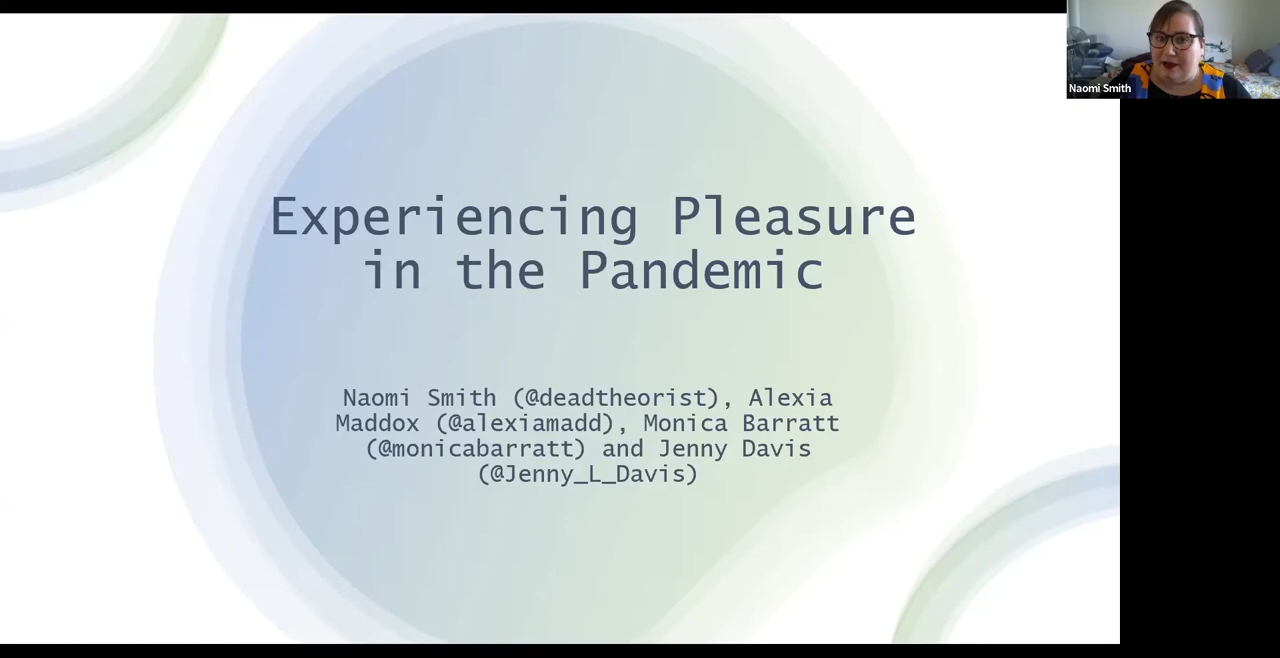 Experiencing Pleasure
in the Pandemic
Naomi Smith (@deadtheorist), Alexia
Maddox (@alexiamadd), Monica Barratt
(@monicabarratt) and Jenny Davis
(@Jenny_L_Davis)
Naomi Smith